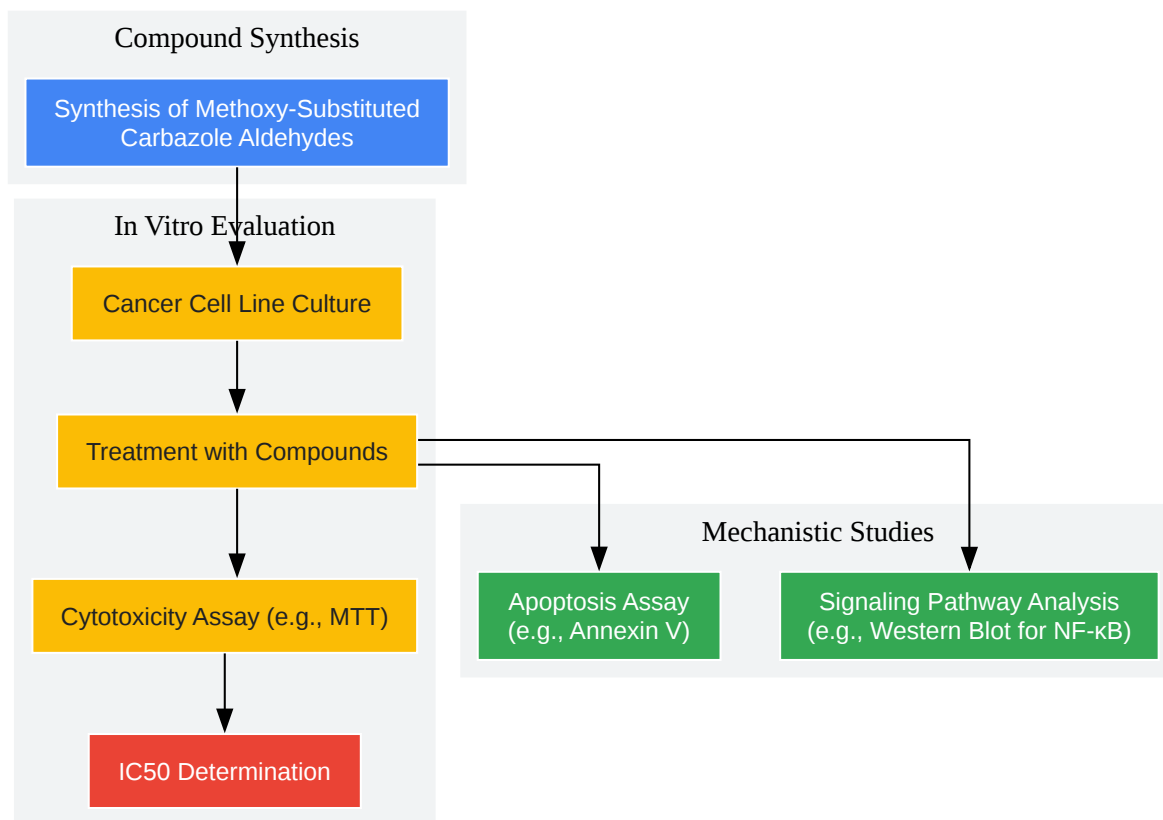 Compound Synthesis
Synthesis of Methoxy-Substituted
Carbazole Aldehydes
In Vitro Evaluation
Cancer Cell Line Culture
Treatment with Compounds
Cytotoxicity Assay (e.g., MTT)
IC50 Determination
Mechanistic Studies
Apoptosis Assay
(e.g., Annexin V)
Signaling Pathway Analysis
(e.g., Western Blot for NF-κB)